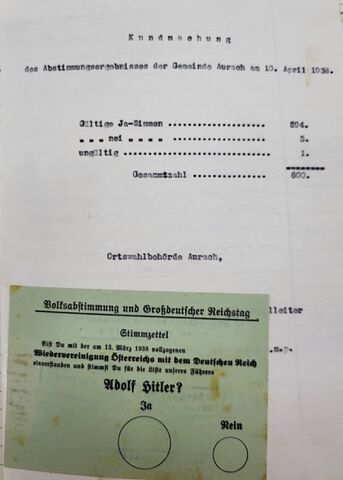 Kundmachung
des Abstimmungsergebnisses der Gemeinde Aurach am 10. April 1938.
Gültige Ja-Simmen .................. 594.
" " " nei " " " .................. 5.
ungültig " .................. 1.
Gesamtzahl .................. 600.
Ortswahlbehörde Aurach,
lleiter
m.p.
Volksabstimmung und Großdeutscher Reichstag
Stimmzettel
Bist Du mit der am 13. März 1938 vollzogenen
Wiedervereinigung Österreichs mit dem Deutschen Reich
einverstanden und stimmst Du für die Liste unseres Führers
Adolf Hitler?
Ja
Nein